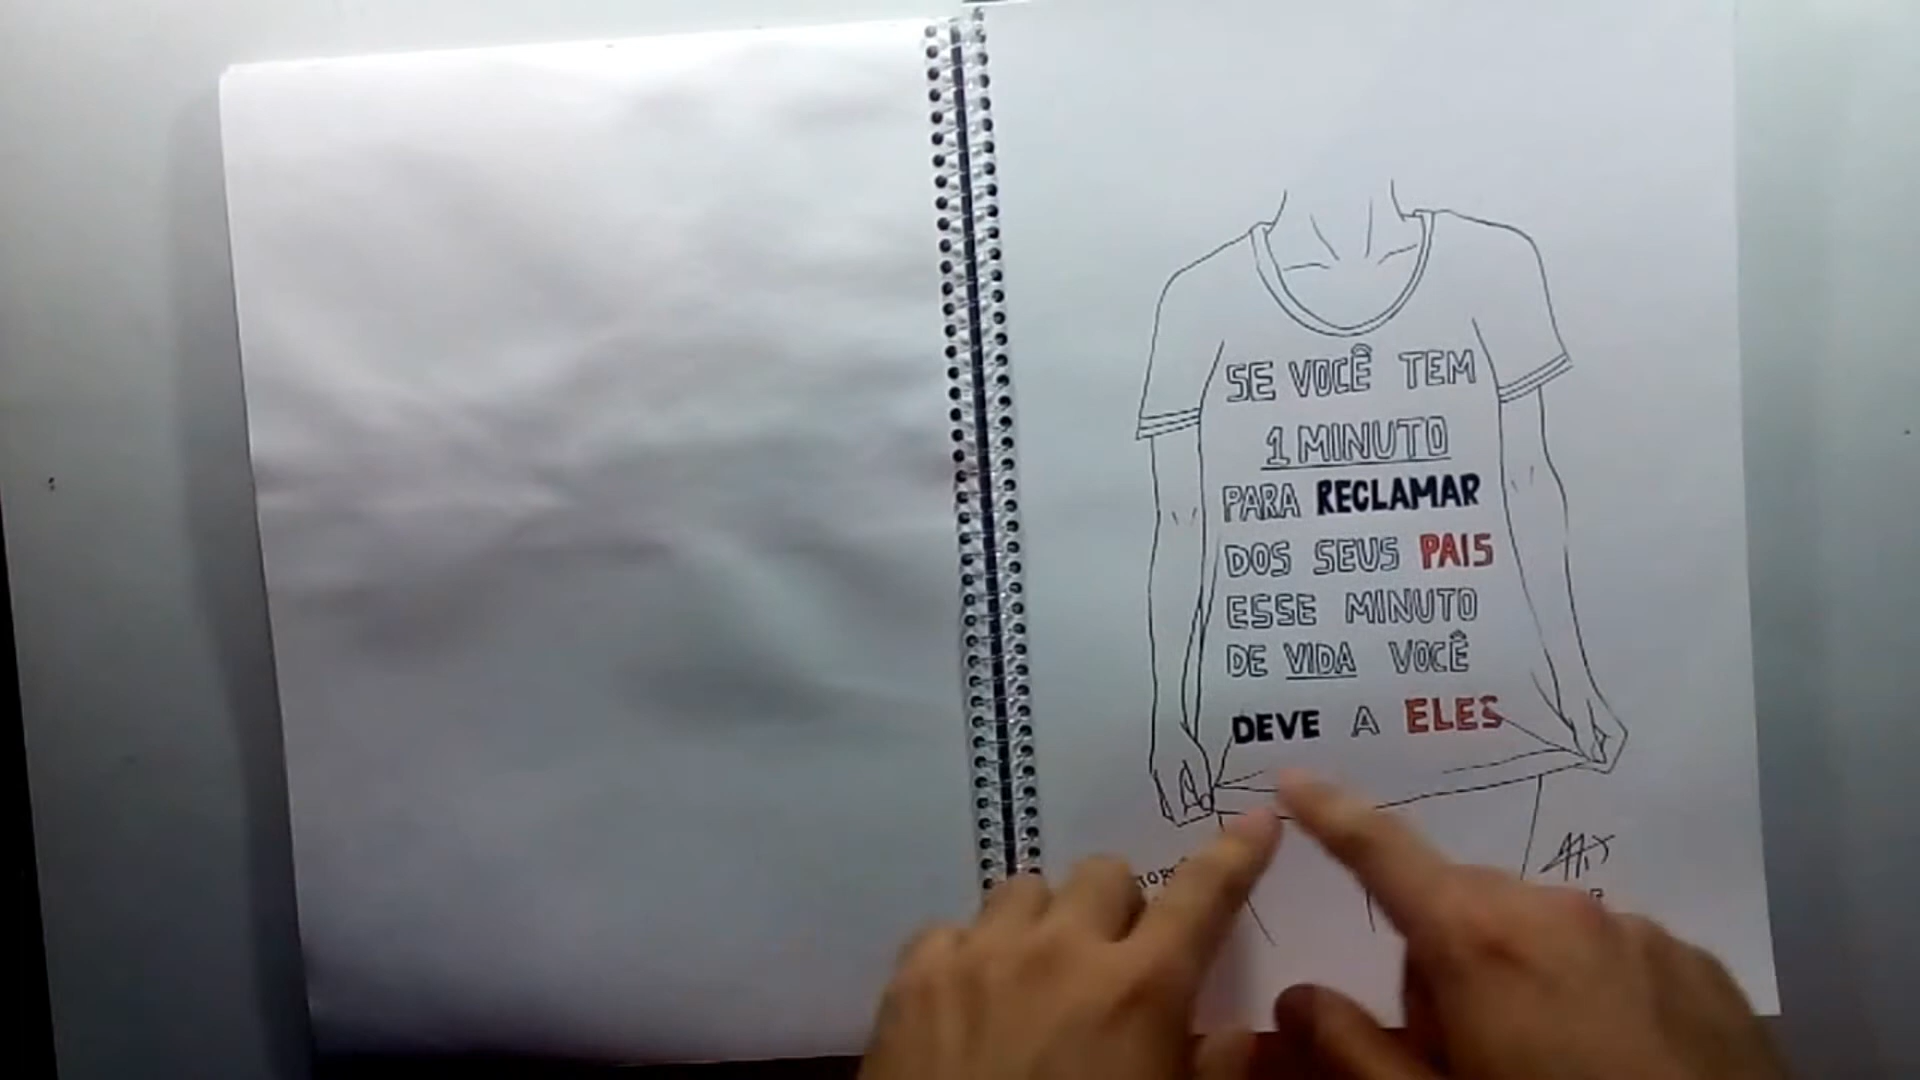 SE VOCÊ TEM
1 MINUTO
PARA RECLAMAR
DOS SEUS PAIS
ESSE MINUTO
DE VIDA VOCÊ
DEVE A ELES